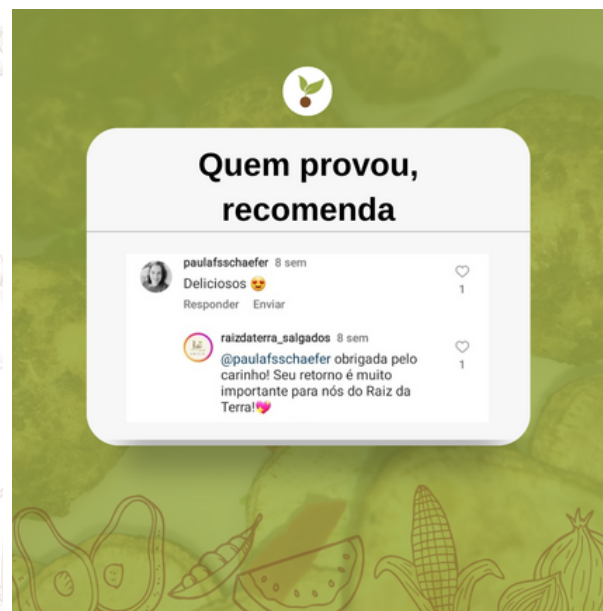 Quem provou,
recomenda
paulafsschaefer 8 sem
Deliciosos 😍
Responder Enviar
1
raizdaterra_salgados 8 sem
@paulafsschaefer obrigada pelo
carinho! Seu retorno é muito
importante para nós do Raiz da
Terra!💖
1